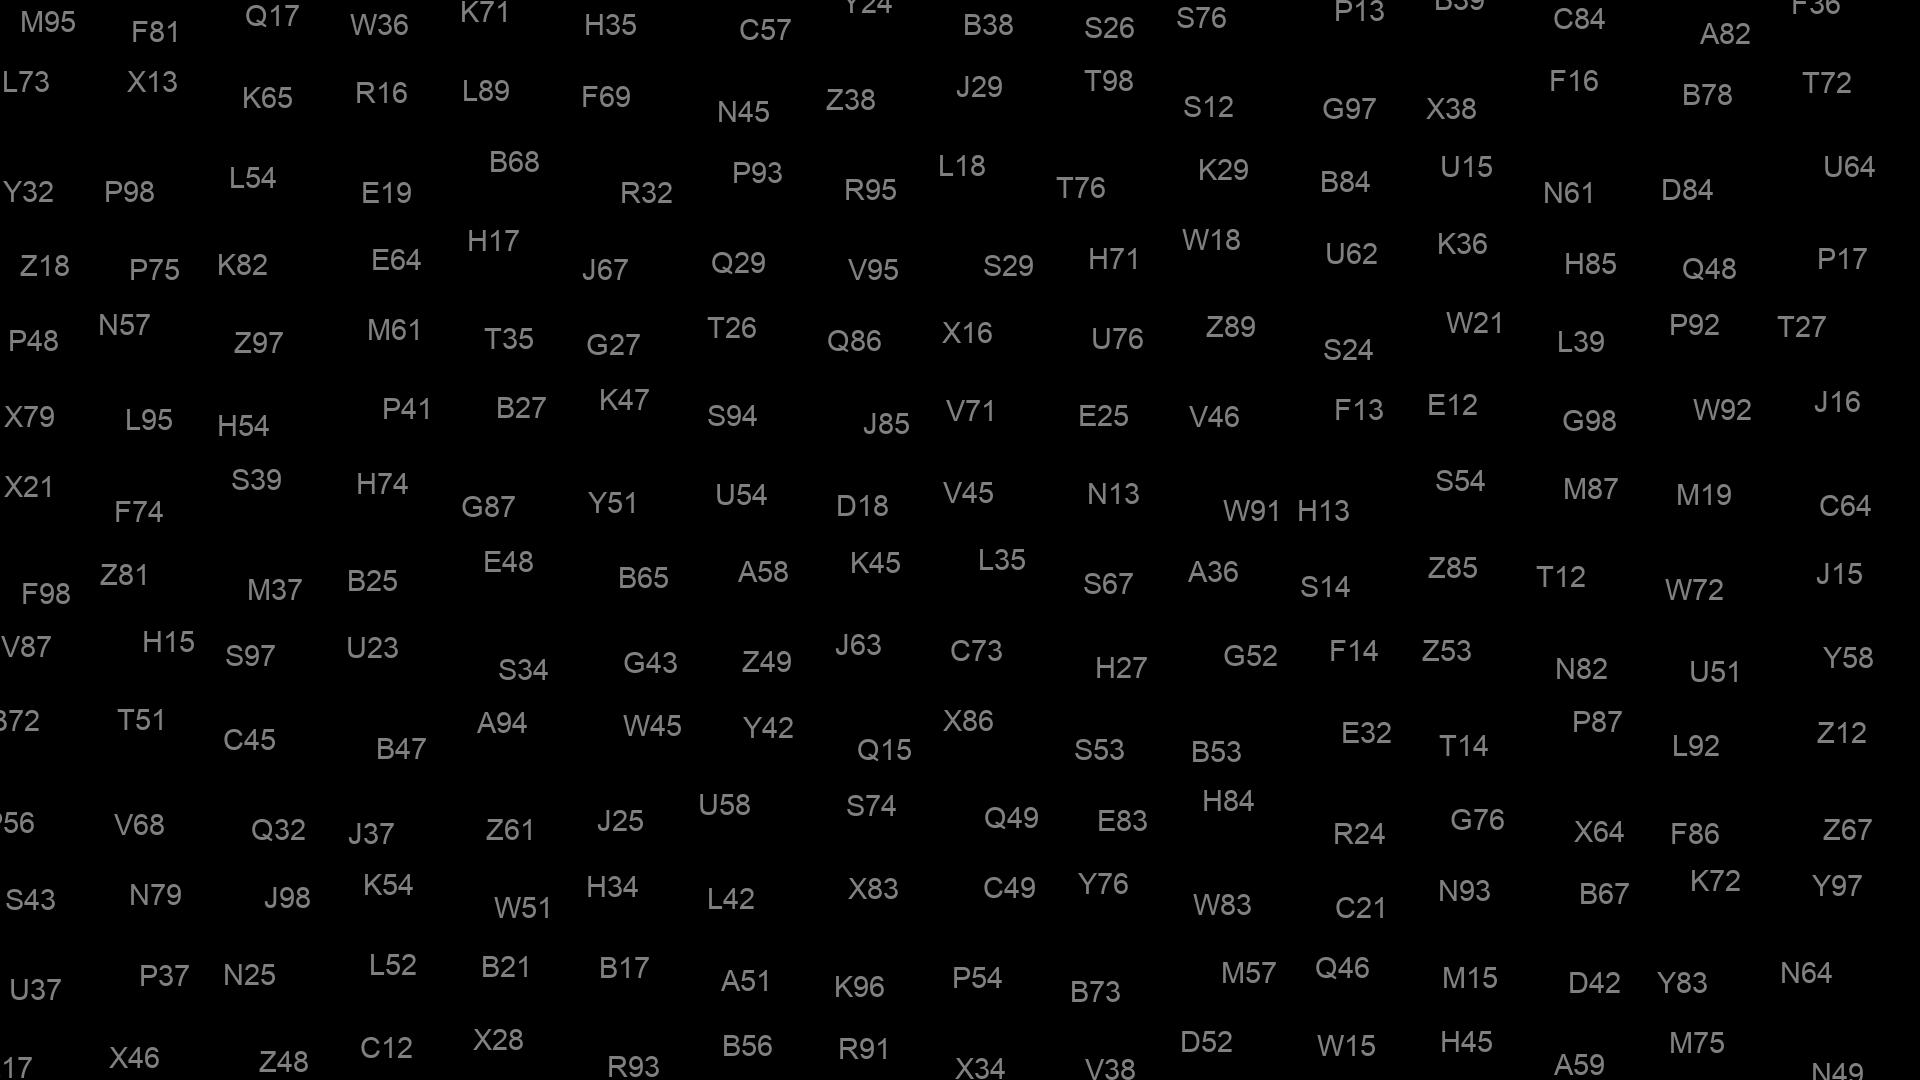 M95 F81 Q17 W36 K71 H35 C57 Y24 B38 S26 S76 P13 B39 C84 A82 F36
L73 X13 K65 R16 L89 F69 N45 Z38 J29 T98 S12 G97 X38 F16 B78 T72
Y32 P98 L54 E19 B68 R32 P93 R95 L18 T76 K29 B84 U15 N61 D84 U64
Z18 P75 K82 E64 H17 J67 Q29 V95 S29 H71 W18 U62 K36 H85 Q48 P17
P48 N57 Z97 M61 T35 G27 T26 Q86 X16 U76 Z89 S24 W21 L39 P92 T27
X79 L95 H54 P41 B27 K47 S94 J85 V71 E25 V46 F13 E12 G98 W92 J16
X21 F74 S39 H74 G87 Y51 U54 D18 V45 N13 W91 H13 S54 M87 M19 C64
F98 Z81 M37 B25 E48 B65 A58 K45 L35 S67 A36 S14 Z85 T12 W72 J15
V87 H15 S97 U23 S34 G43 Z49 J63 C73 H27 G52 F14 Z53 N82 U51 Y58
B72 T51 C45 B47 A94 W45 Y42 Q15 X86 S53 B53 E32 T14 P87 L92 Z12
V68 Q32 J37 Z61 J25 U58 S74 Q49 E83 H84 R24 G76 X64 F86 Z67
S43 N79 J98 K54 W51 H34 L42 X83 C49 Y76 W83 C21 N93 B67 K72 Y97
U37 P37 N25 L52 B21 B17 A51 K96 P54 B73 M57 Q46 M15 D42 Y83 N64
X46 Z48 C12 X28 R93 B56 R91 X34 V38 D52 W15 H45 A59 M75 N49